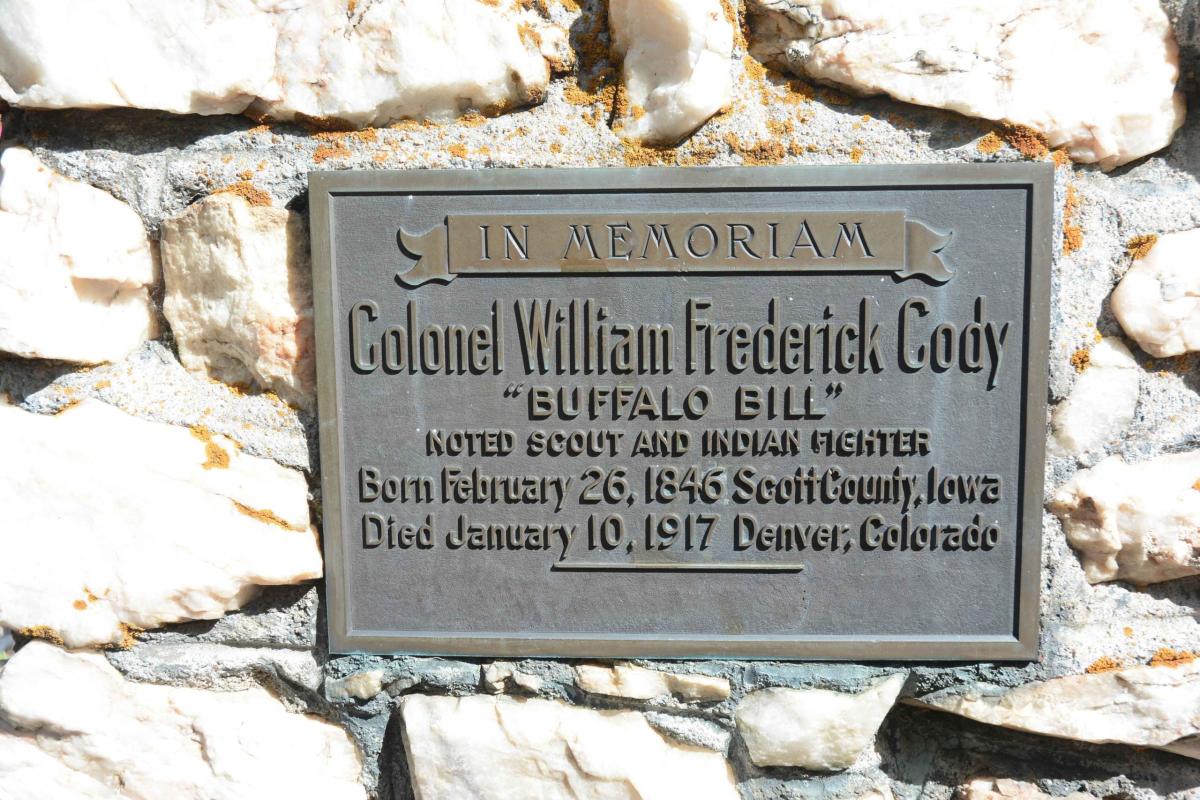 IN MEMORIAM
Colonel William Frederick Cody
"BUFFALO BILL"
NOTED SCOUT AND INDIAN FIGHTER
Born February 26, 1846 Scott County, Iowa
Died January 10, 1917 Denver, Colorado